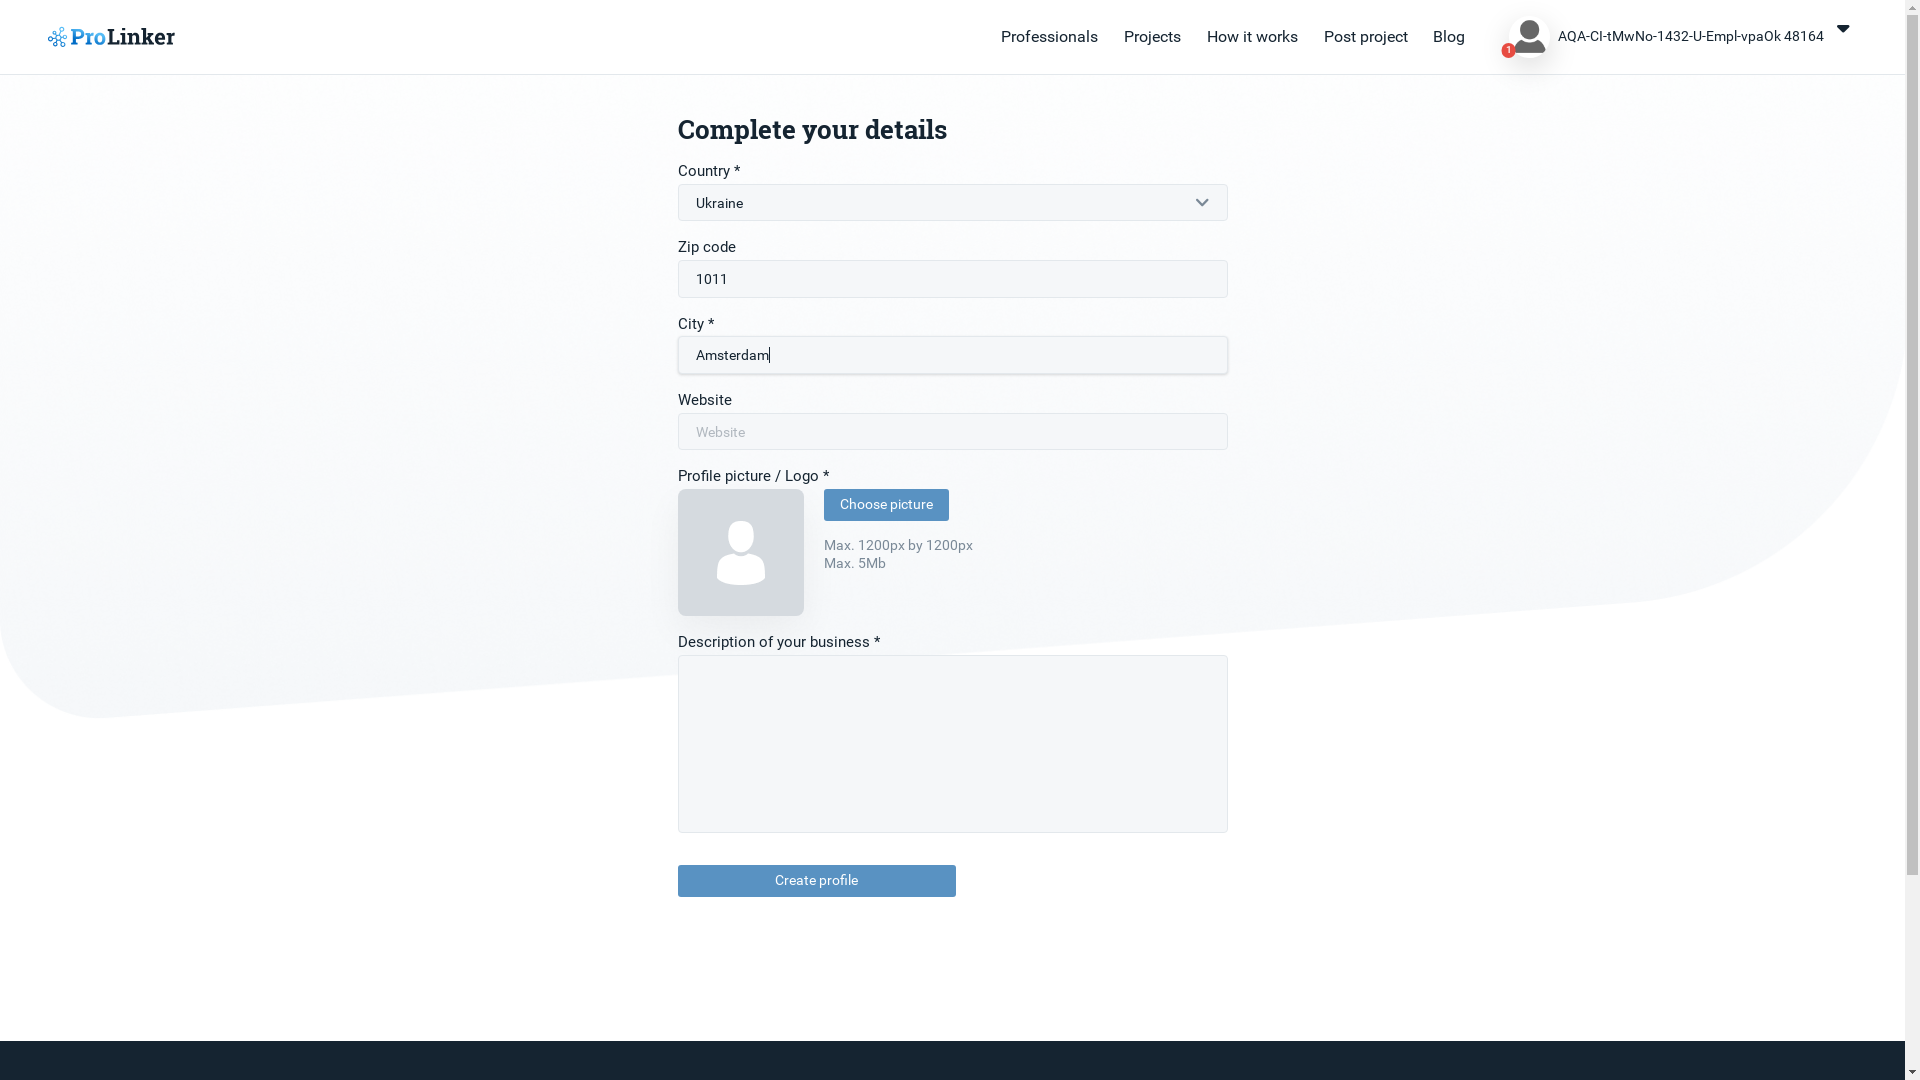 ProLinker
Professionals
Projects
How it works
Post project
Blog
1
AQA-CI-tMwNo-1432-U-Empl-vpaOk 48164
Complete your details
Country *
Ukraine
Zip code
1011
City *
Amsterdam
Website
Website
Profile picture / Logo *
Choose picture
Max. 1200px by 1200px
Max. 5Mb
Description of your business *
Create profile